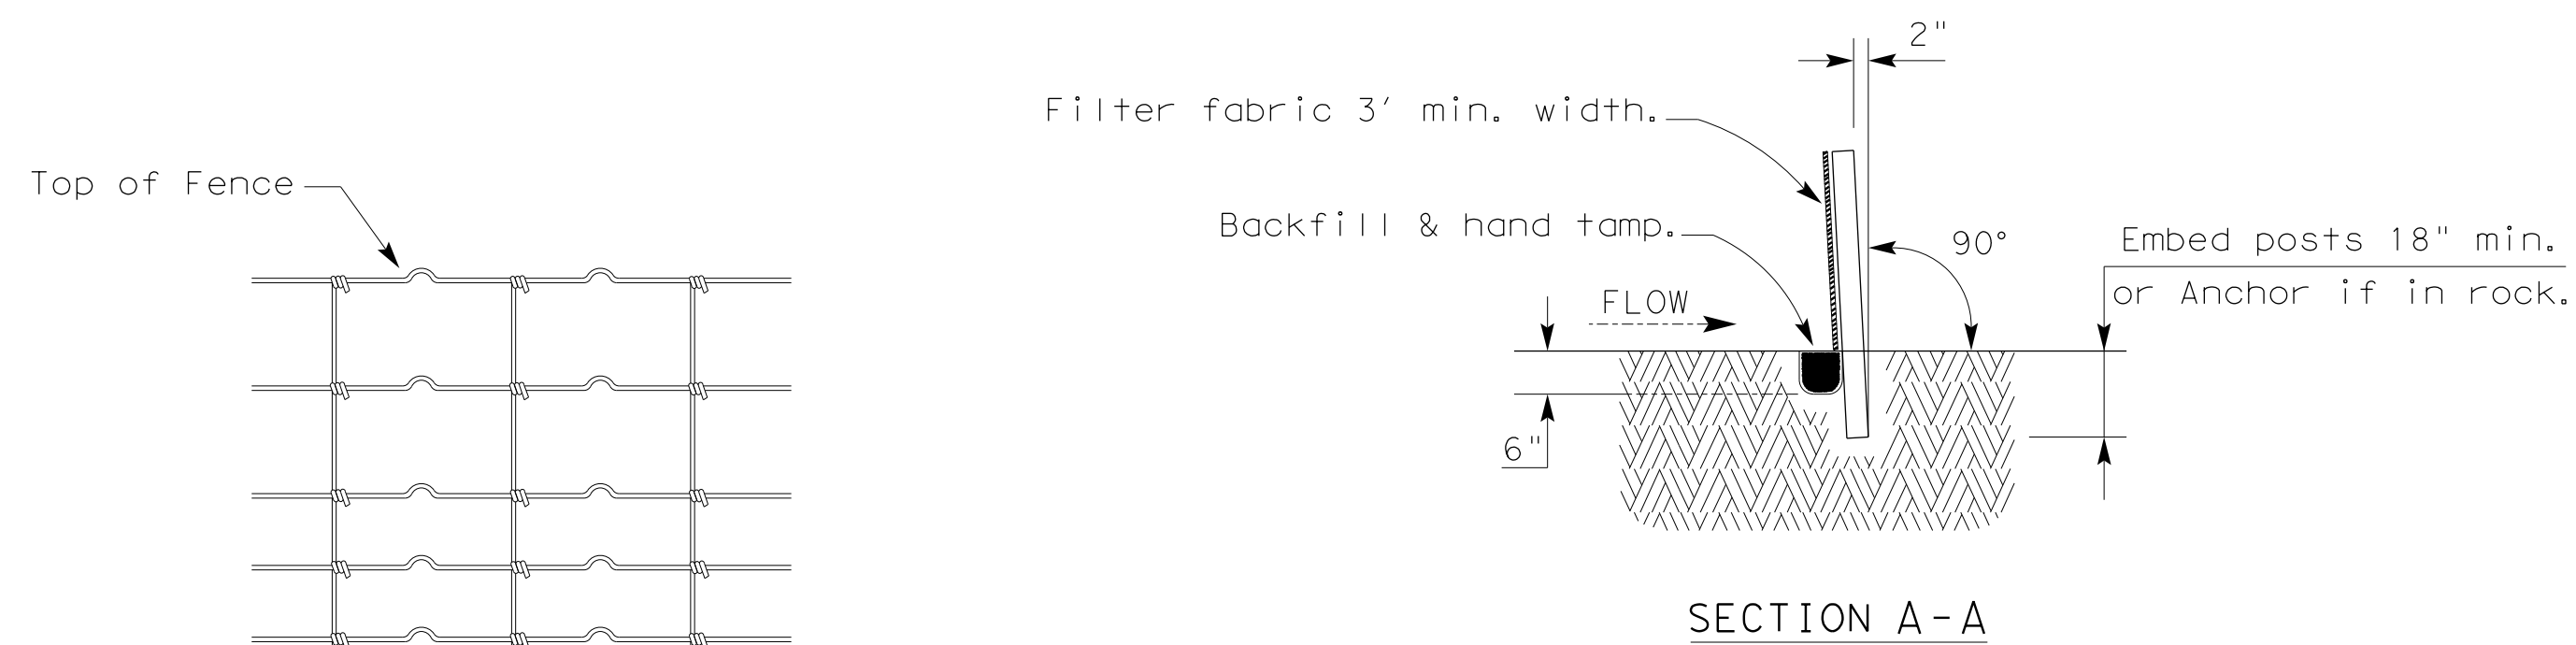 Top of Fence
2"
Filter fabric 3' min. width.
Backfill & hand tamp.
FLOW
90°
Embed posts 18" min.
or Anchor if in rock.
6"
SECTION A-A